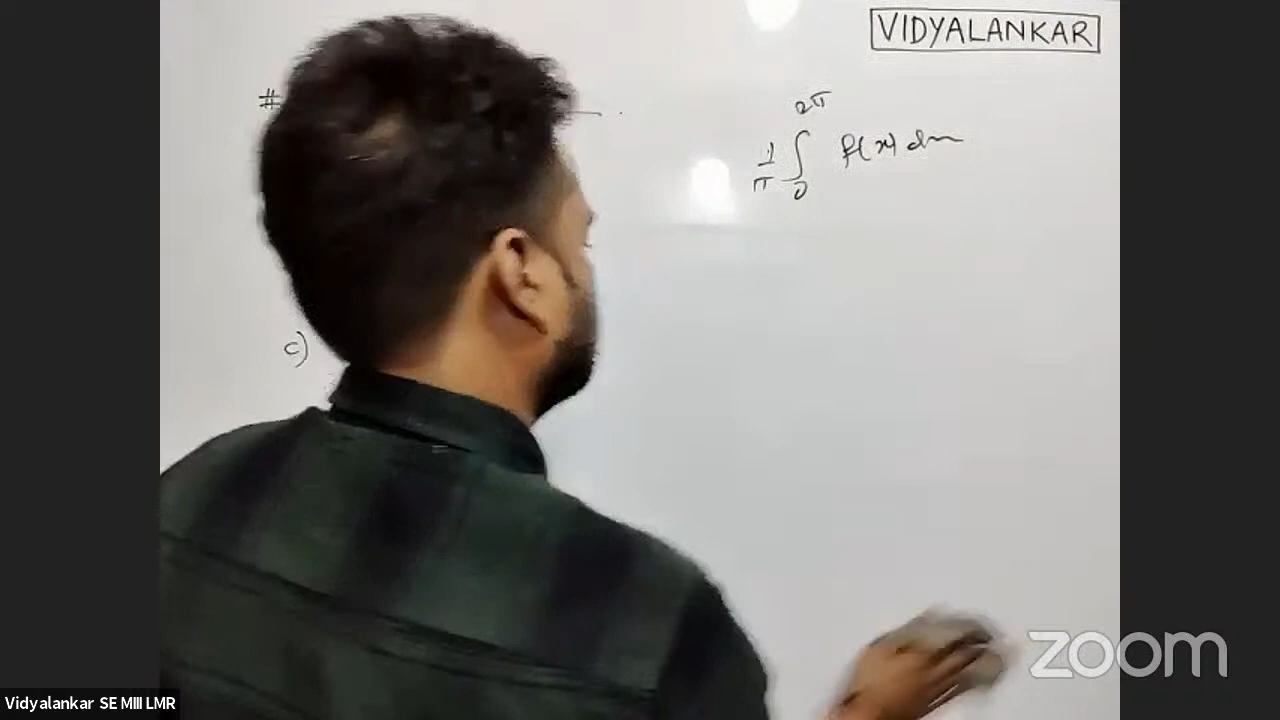 VIDYALANKAR
#
1/π ∫₀^2π f(x) dx
c)
zoom
Vidyalankar SE MIII LMR